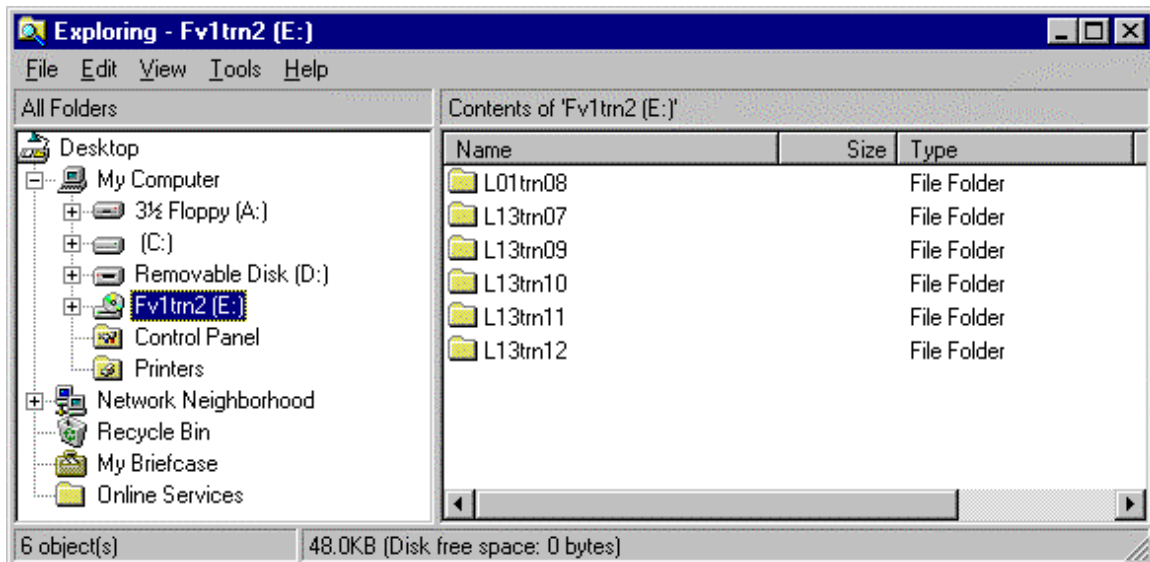 Exploring - Fv1trn2 (E:)
File Edit View Tools Help
All Folders
Contents of 'Fv1trn2 (E:)'
Desktop
My Computer
3½ Floppy (A:)
(C:)
Removable Disk (D:)
Fv1trn2 (E:)
Control Panel
Printers
Network Neighborhood
Recycle Bin
My Briefcase
Online Services
Name Size Type
L01trn08 File Folder
L13trn07 File Folder
L13trn09 File Folder
L13trn10 File Folder
L13trn11 File Folder
L13trn12 File Folder
6 object(s)
48.0KB (Disk free space: 0 bytes)